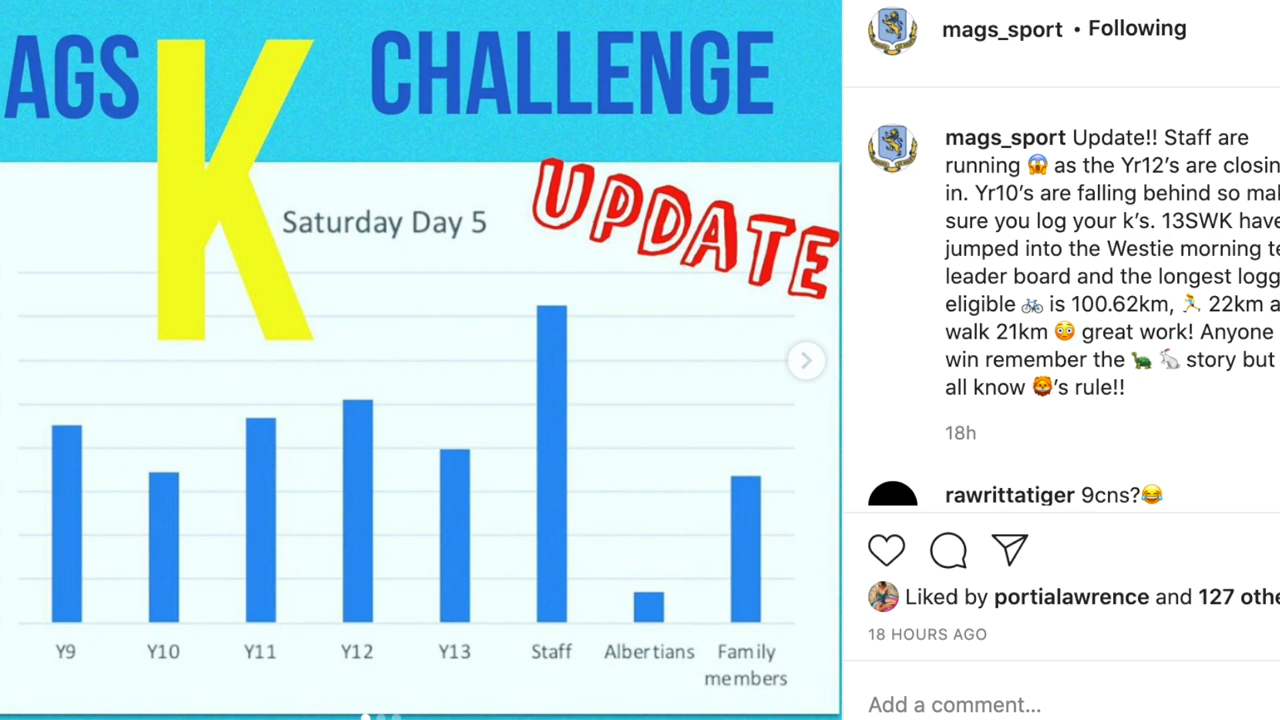 AGS K CHALLENGE
UPDATE
Saturday Day 5
Y9 Y10 Y11 Y12 Y13 Staff Albertians Family
members
mags_sport • Following
mags_sport Update!! Staff are
running 😱 as the Yr12’s are closin
in. Yr10’s are falling behind so mal
sure you log your k’s. 13SWK have
jumped into the Westie morning te
leader board and the longest logg
eligible 🚲 is 100.62km, 🏃 22km a
walk 21km 😳 great work! Anyone
win remember the 🐢 🐇 story but
all know 🦁’s rule!!
18h
rawrittatiger 9cns?😂
Liked by portialawrence and 127 othe
18 HOURS AGO
Add a comment...